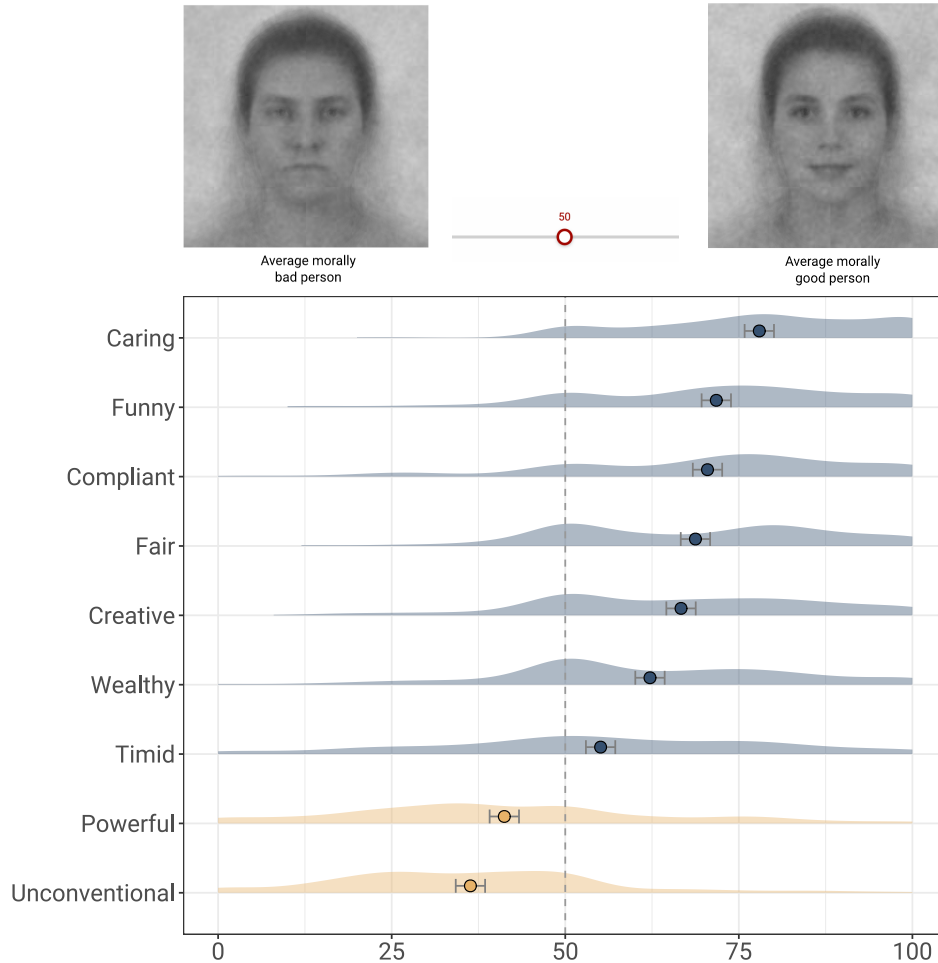 50
Average morally
bad person
Average morally
good person
Caring
Funny
Compliant
Fair
Creative
Wealthy
Timid
Powerful
Unconventional
0 25 50 75 100